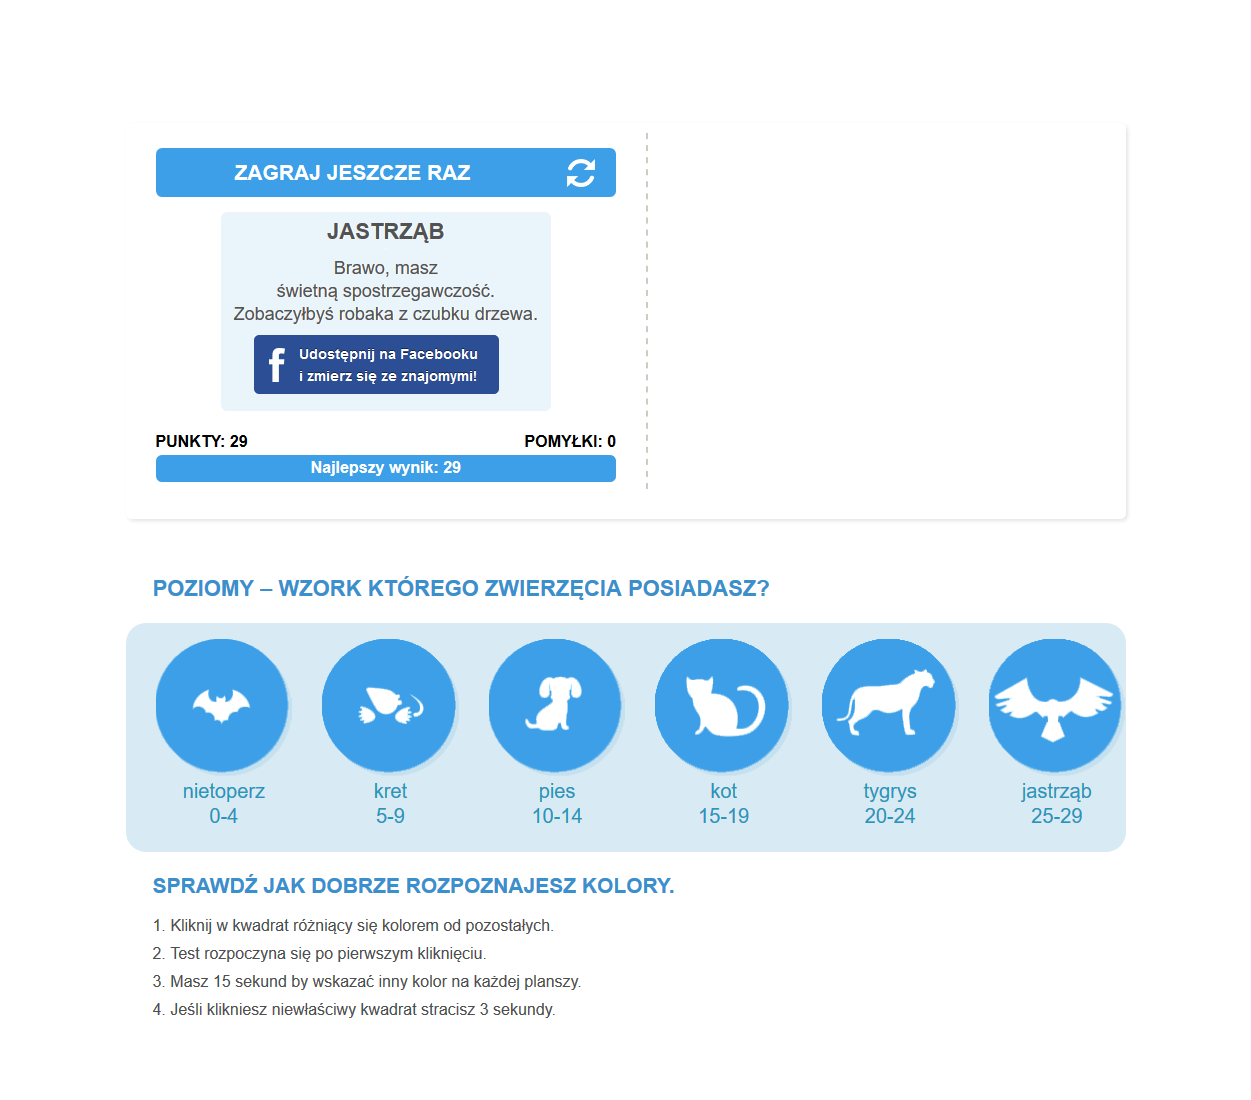 ZAGRAJ JESZCZE RAZ
JASTRZĄB
Brawo, masz
świetną spostrzegawczość.
Zobaczyłbyś robaka z czubku drzewa.
Udostępnij na Facebooku
i zmierz się ze znajomymi!
PUNKTY: 29
POMYŁKI: 0
Najlepszy wynik: 29
POZIOMY – WZORK KTÓREGO ZWIERZĘCIA POSIADASZ?
nietoperz
0-4
kret
5-9
pies
10-14
kot
15-19
tygrys
20-24
jastrząb
25-29
SPRAWDŹ JAK DOBRZE ROZPOZNAJESZ KOLORY.
1. Kliknij w kwadrat różniący się kolorem od pozostałych.
2. Test rozpoczyna się po pierwszym kliknięciu.
3. Masz 15 sekund by wskazać inny kolor na każdej planszy.
4. Jeśli klikniesz niewłaściwy kwadrat stracisz 3 sekundy.